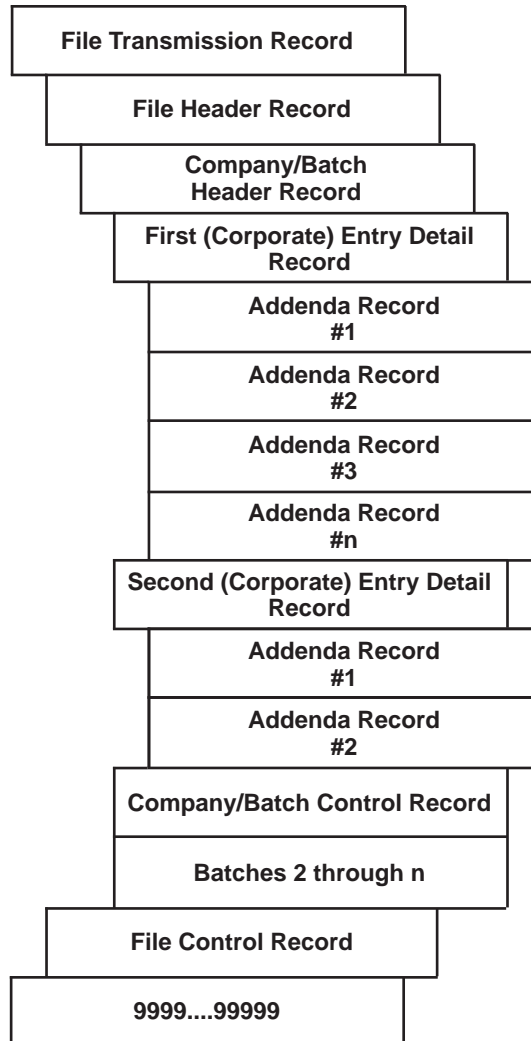 File Transmission Record
File Header Record
Company/Batch
Header Record
First (Corporate) Entry Detail
Record
Addenda Record
#1
Addenda Record
#2
Addenda Record
#3
Addenda Record
#n
Second (Corporate) Entry Detail
Record
Addenda Record
#1
Addenda Record
#2
Company/Batch Control Record
Batches 2 through n
File Control Record
9999....99999